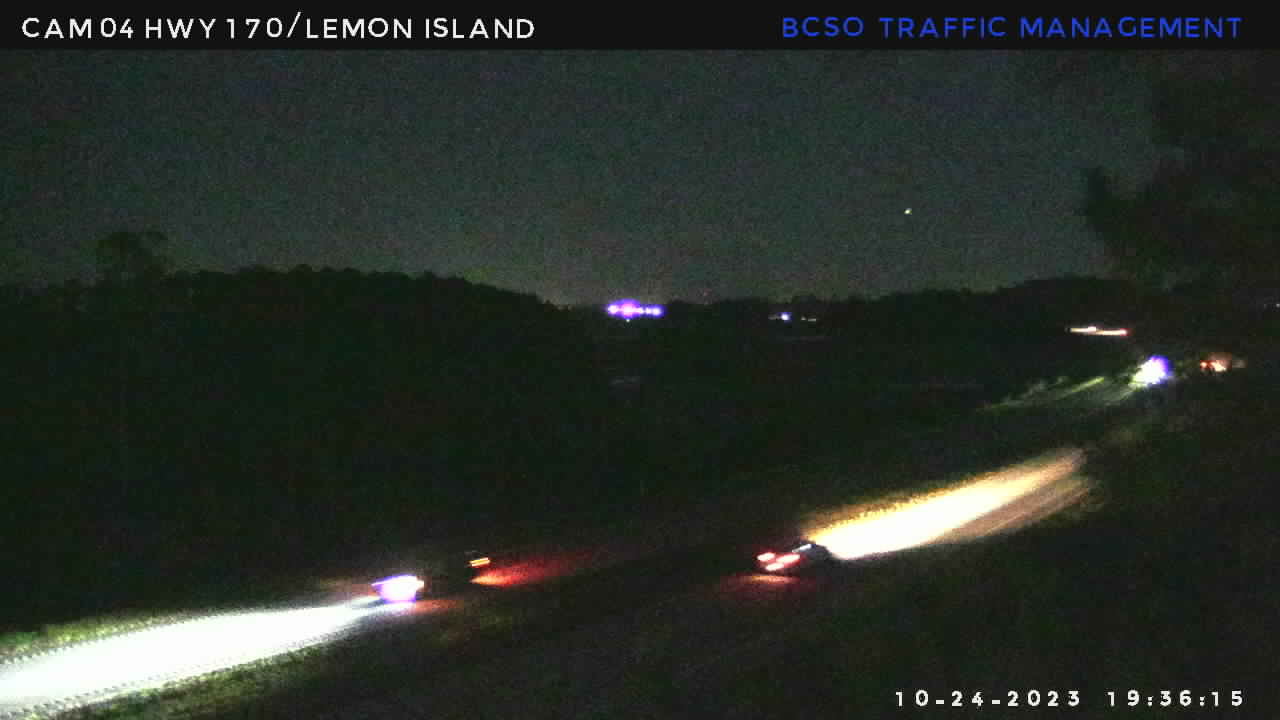 CAM04 HWY 170/LEMON ISLAND
BCSO TRAFFIC MANAGEMENT
10-24-2023 19:36:15